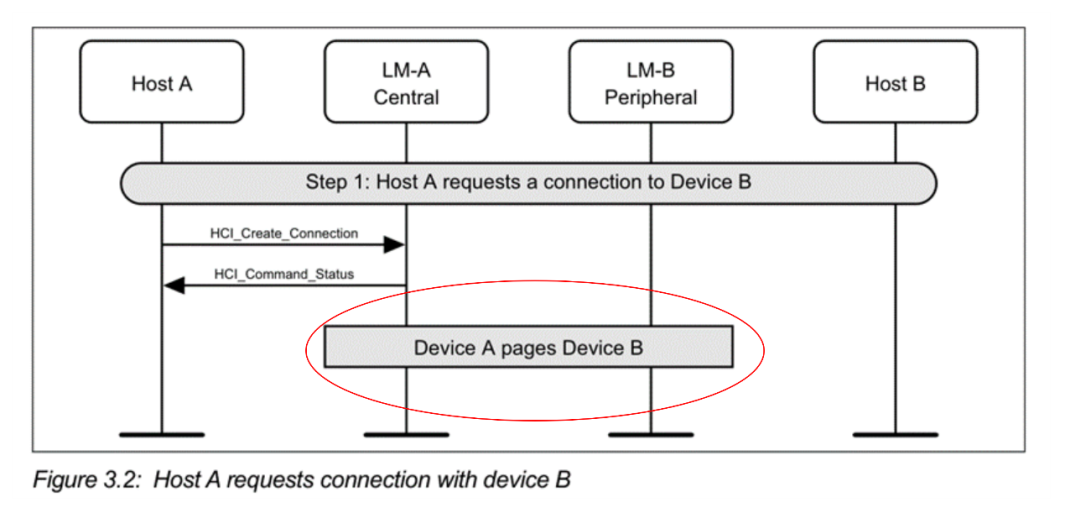 Host A
LM-A
Central
LM-B
Peripheral
Host B
Step 1: Host A requests a connection to Device B
HCI_Create_Connection
HCI_Command_Status
Device A pages Device B
Figure 3.2: Host A requests connection with device B